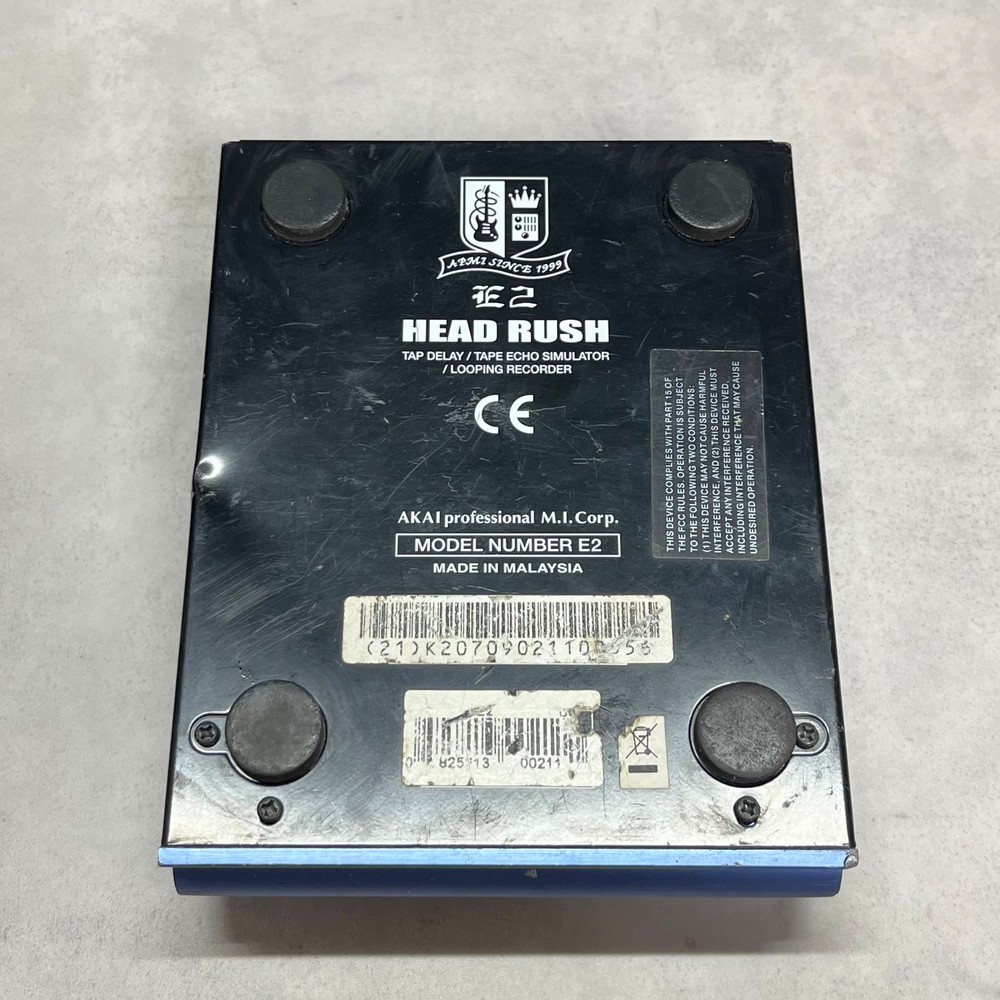 APMI SINCE 1999
E2
HEAD RUSH
TAP DELAY / TAPE ECHO SIMULATOR
/ LOOPING RECORDER
CE
THIS DEVICE COMPLIES WITH PART 15 OF
THE FCC RULES. OPERATION IS SUBJECT
TO THE FOLLOWING TWO CONDITIONS:
(1) THIS DEVICE MAY NOT CAUSE HARMFUL
INTERFERENCE, AND (2) THIS DEVICE MUST
ACCEPT ANY INTERFERENCE RECEIVED,
INCLUDING INTERFERENCE THAT MAY CAUSE
UNDESIRED OPERATION.
AKAI professional M.I.Corp.
MODEL NUMBER E2
MADE IN MALAYSIA
00211